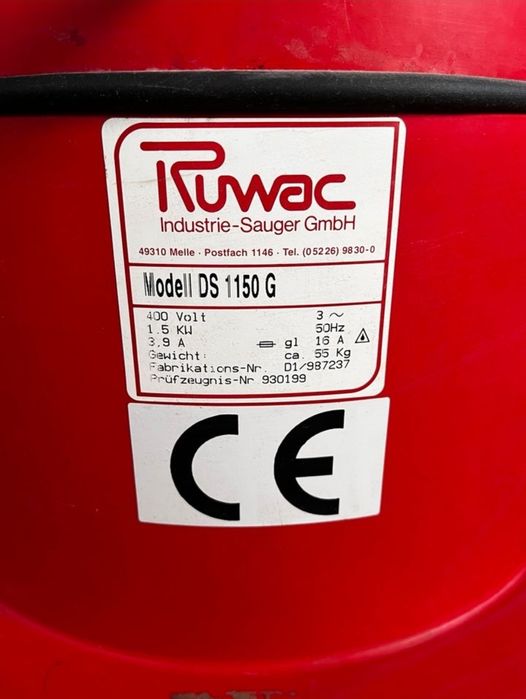 Ruwac
Industrie-Sauger GmbH
49310 Melle · Postfach 1146 · Tel. (05226) 9830-0
Modell DS 1150 G
400 Volt 3 ~
1.5 KW 50Hz
3,9 A gl 16 A
Gewicht: ca. 55 Kg
Fabrikations-Nr. D1/987237
Prüfzeugnis-Nr 930199
CE